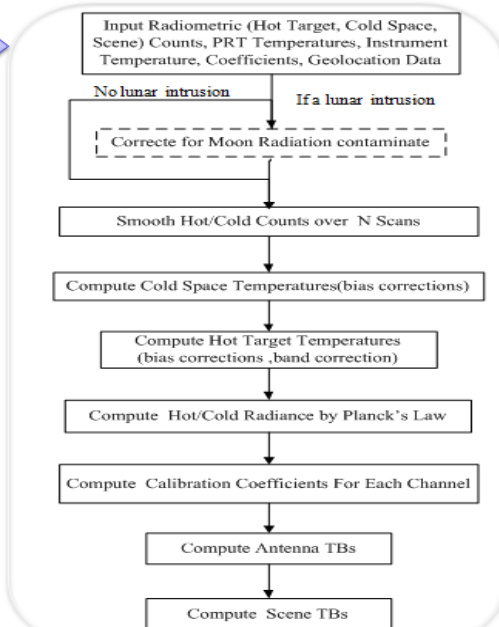 Input Radiometric (Hot Target, Cold Space,
Scene) Counts, PRT Temperatures, Instrument
Temperature, Coefficients, Geolocation Data
No lunar intrusion
If a lunar intrusion
Correcte for Moon Radiation contaminate
Smooth Hot/Cold Counts over N Scans
Compute Cold Space Temperatures(bias corrections)
Compute Hot Target Temperatures
(bias corrections ,band correction)
Compute Hot/Cold Radiance by Planck's Law
Compute Calibration Coefficients For Each Channel
Compute Antenna TBs
Compute Scene TBs